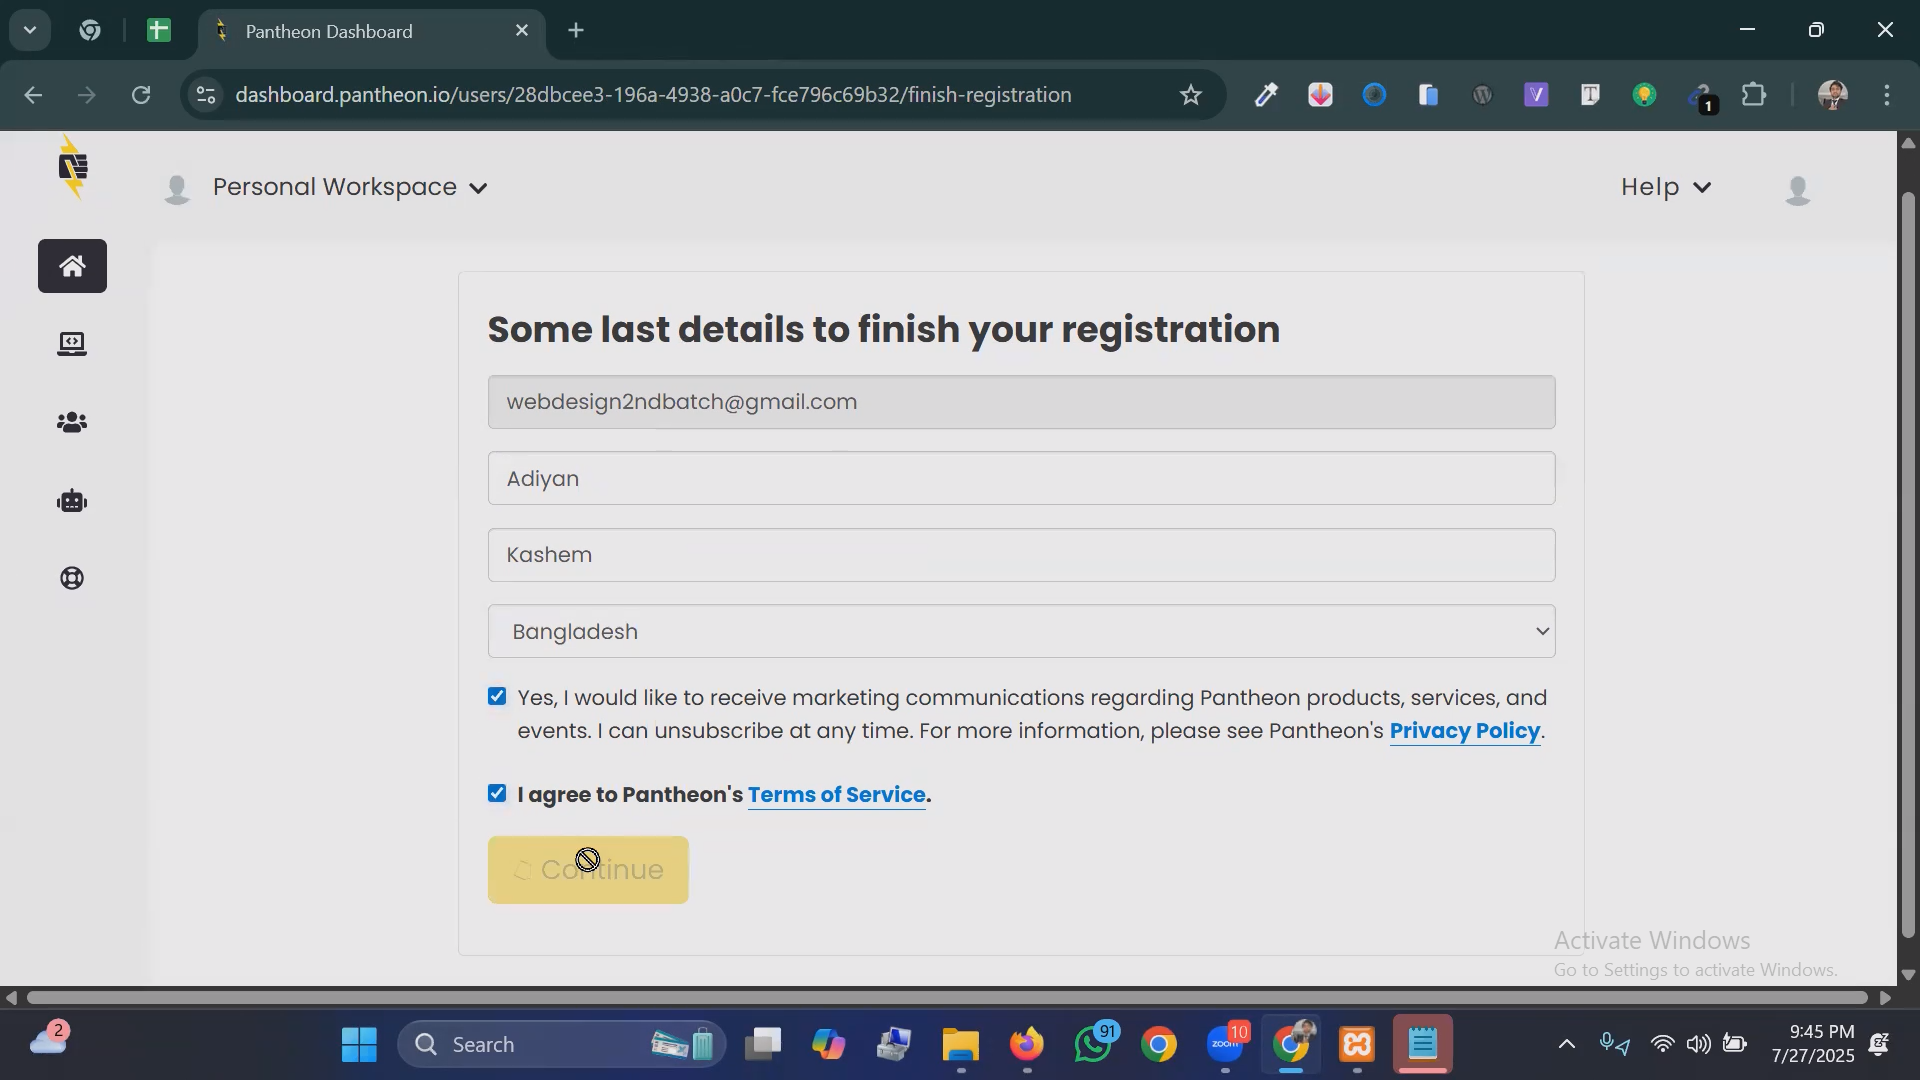 Pantheon Dashboard
dashboard.pantheon.io/users/28dbcee3-196a-4938-a0c7-fce796c69b32/finish-registration
1
Personal Workspace
Help
Some last details to finish your registration
webdesign2ndbatch@gmail.com
Adiyan
Kashem
Bangladesh
Yes, I would like to receive marketing communications regarding Pantheon products, services, and
events. I can unsubscribe at any time. For more information, please see Pantheon's Privacy Policy.
I agree to Pantheon's Terms of Service.
Continue
Activate Windows
Go to Settings to activate Windows.
2
Search
91
zoom
10
9:45 PM
7/27/2025